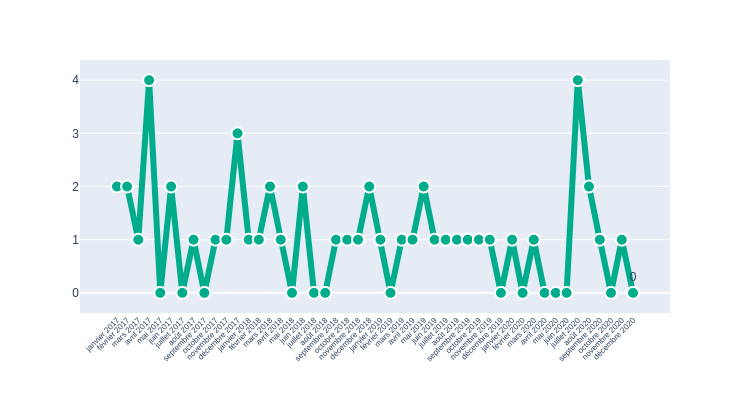 4
3
2
1
0
0
janvier 2017
février 2017
mars 2017
avril 2017
mai 2017
juin 2017
juillet 2017
août 2017
septembre 2017
octobre 2017
novembre 2017
décembre 2017
janvier 2018
février 2018
mars 2018
avril 2018
mai 2018
juin 2018
juillet 2018
août 2018
septembre 2018
octobre 2018
novembre 2018
décembre 2018
janvier 2019
février 2019
mars 2019
avril 2019
mai 2019
juin 2019
juillet 2019
août 2019
septembre 2019
octobre 2019
novembre 2019
décembre 2019
janvier 2020
février 2020
mars 2020
avril 2020
mai 2020
juin 2020
juillet 2020
août 2020
septembre 2020
octobre 2020
novembre 2020
décembre 2020